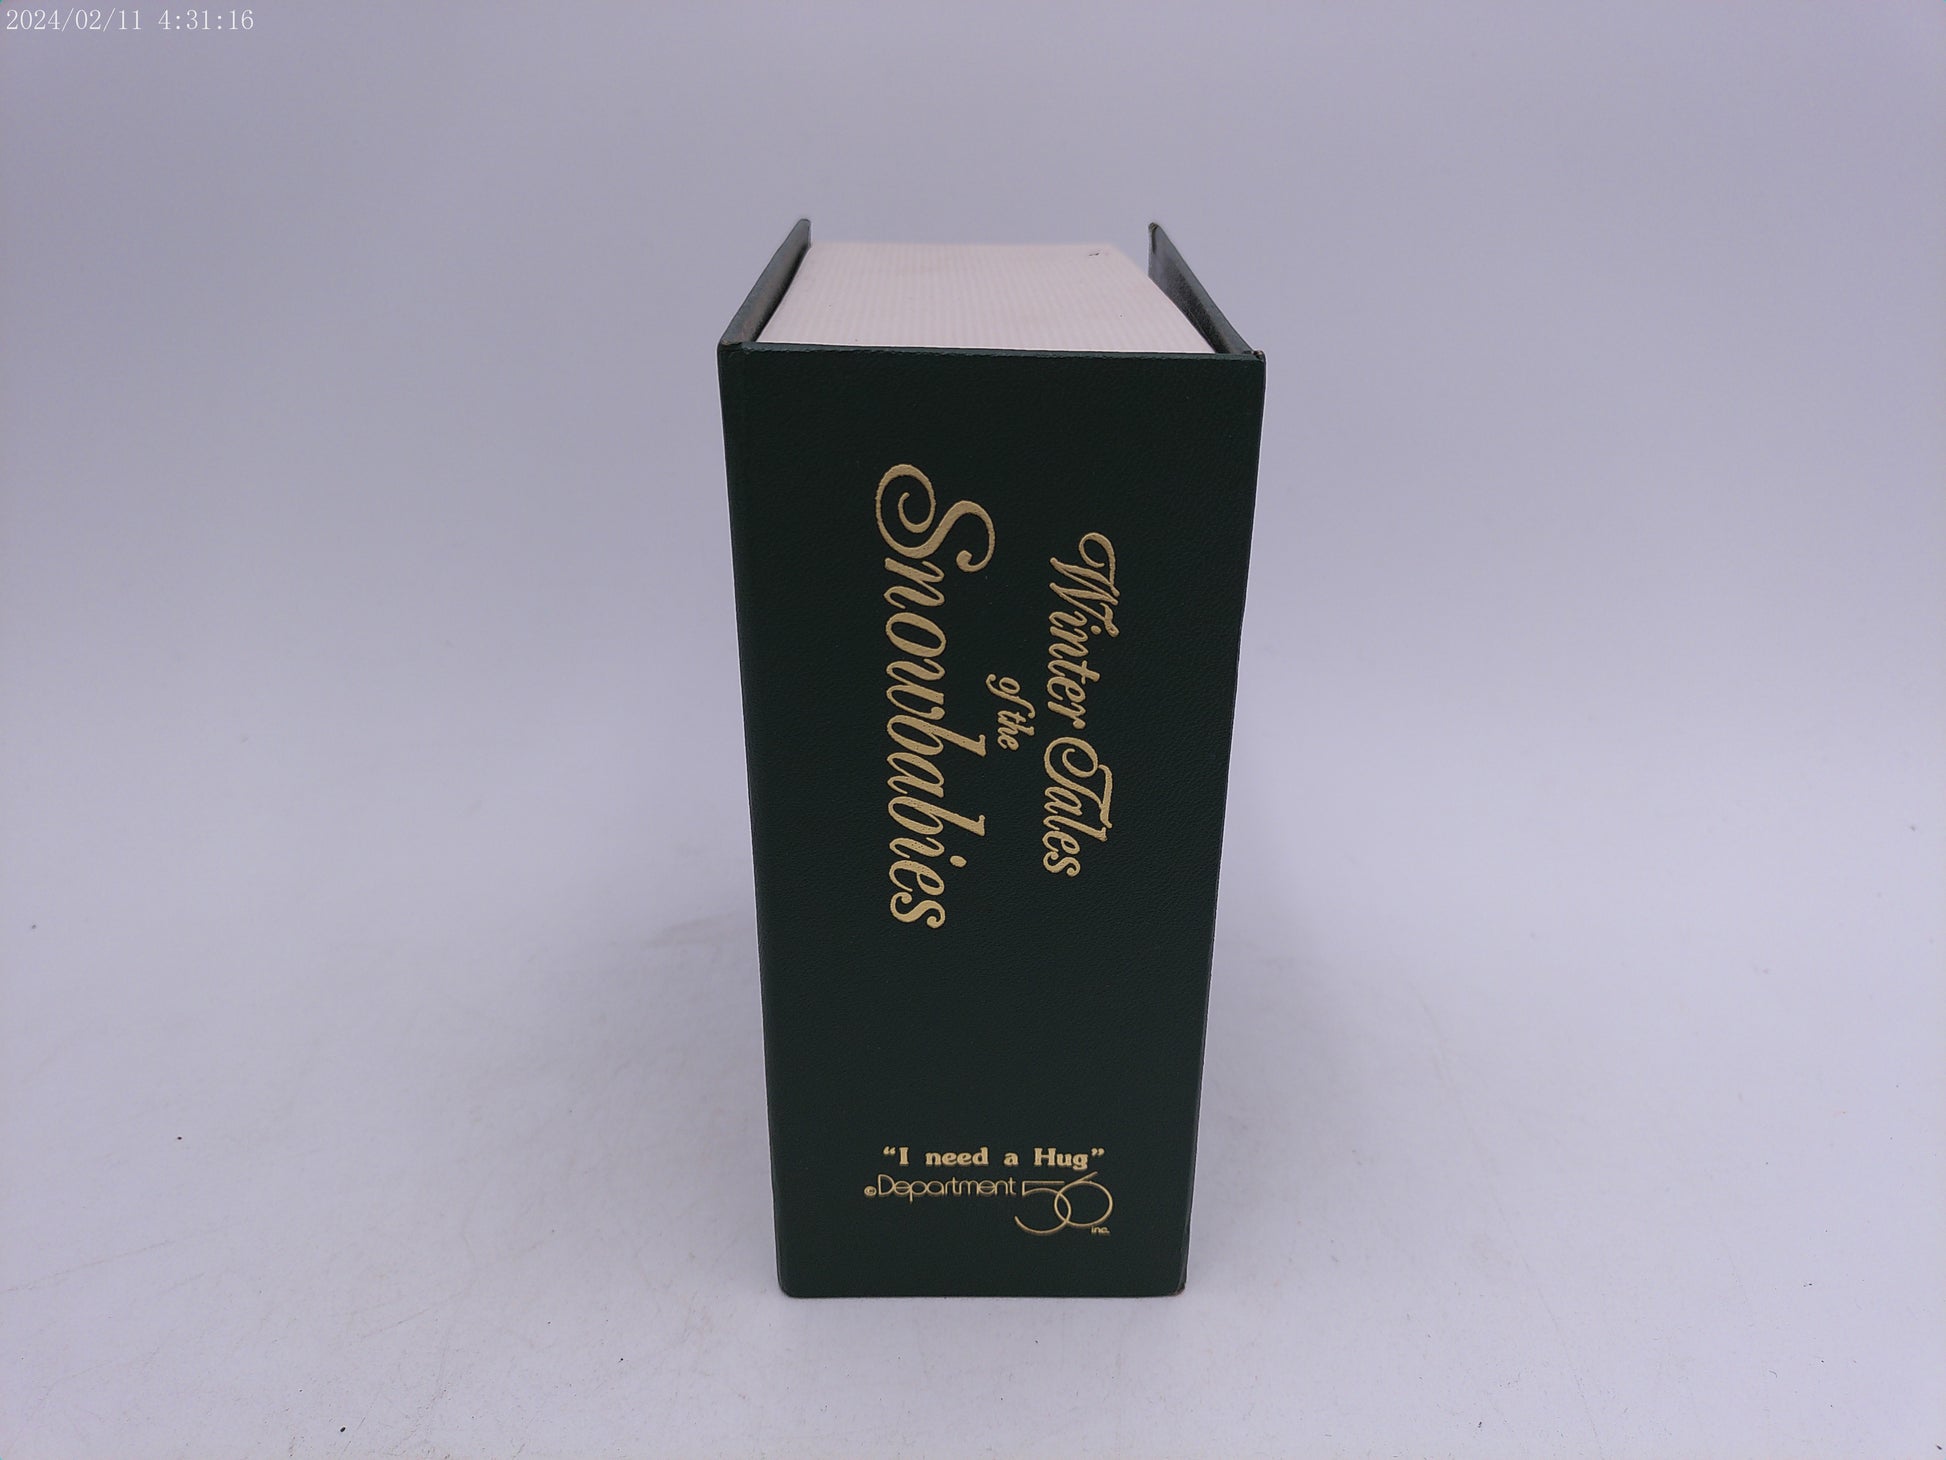 2024/02/11 4:31:16
Winter Tales
of the
Snowbabies
“I need a Hug”
©Department 56 inc.